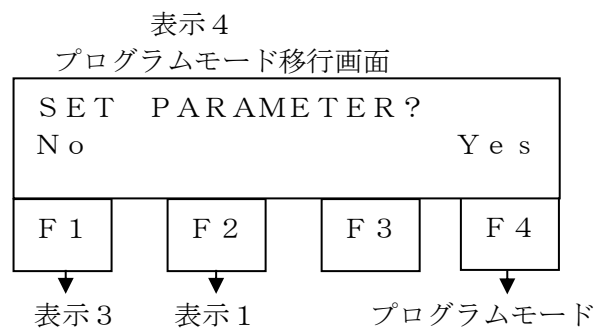 表示４
プログラムモード移行画面
ＳＥＴ　ＰＡＲＡＭＥＴＥＲ？
Ｎｏ　Ｙｅｓ
Ｆ１　Ｆ２　Ｆ３　Ｆ４
表示３　表示１　プログラムモード